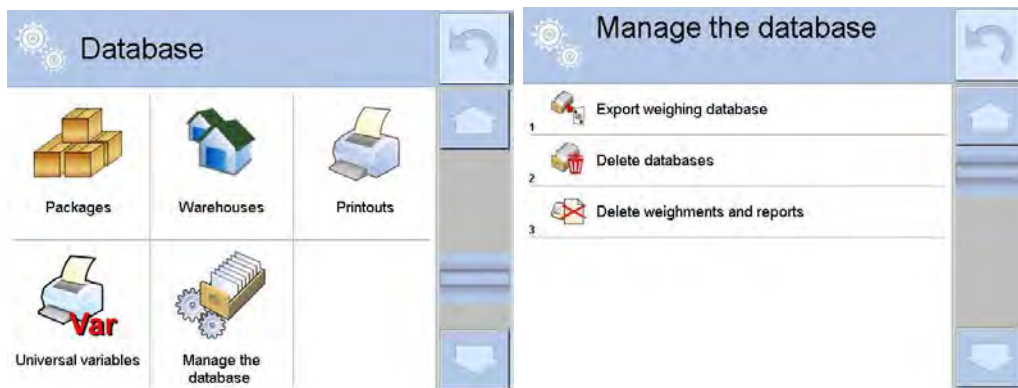 Database
Packages
Warehouses
Printouts
Var
Universal variables
Manage the
database
Manage the database
1 Export weighing database
2 Delete databases
3 Delete weighments and reports